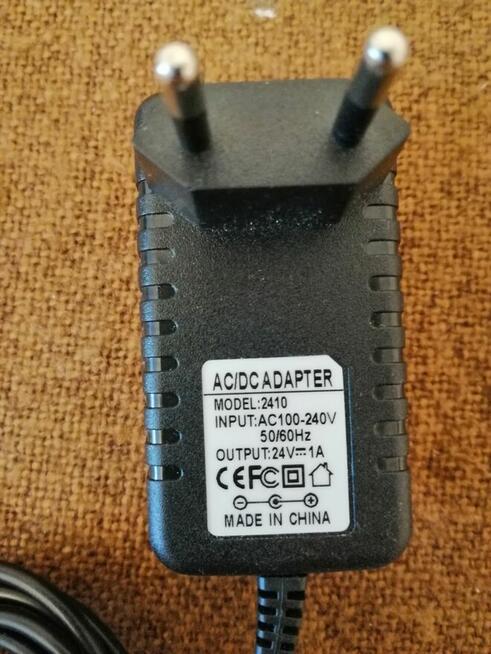 AC/DC ADAPTER
MODEL:2410
INPUT:AC100-240V
50/60Hz
OUTPUT:24V⎓1A
CE FC
MADE IN CHINA